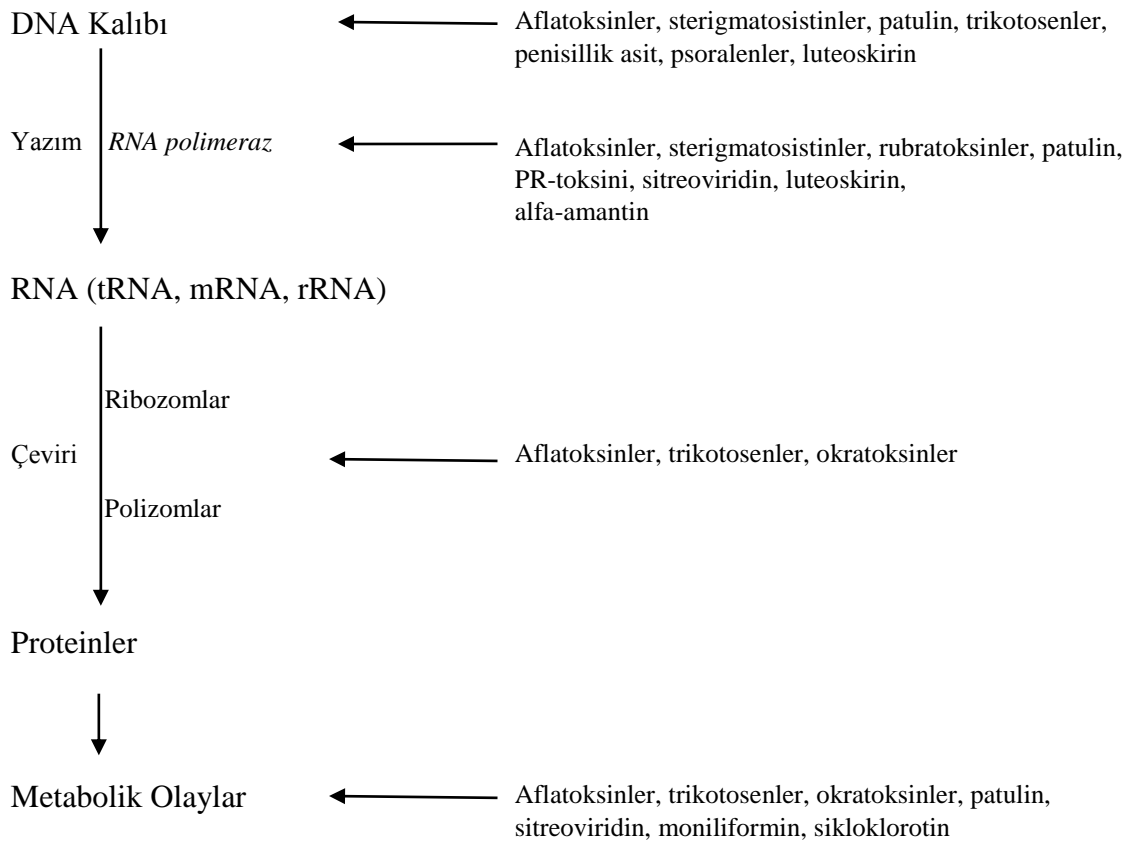 DNA Kalıbı
Aflatoksinler, sterigmatosistinler, patulin, trikotosenler,
penisillik asit, psoralenler, luteoskirin
Yazım
RNA polimeraz
Aflatoksinler, sterigmatosistinler, rubratoksinler, patulin,
PR-toksini, sitreoviridin, luteoskirin,
alfa-amantin
RNA (tRNA, mRNA, rRNA)
Ribozomlar
Çeviri
Aflatoksinler, trikotosenler, okratoksinler
Polizomlar
Proteinler
Metabolik Olaylar
Aflatoksinler, trikotosenler, okratoksinler, patulin,
sitreoviridin, moniliformin, sikloklorotin